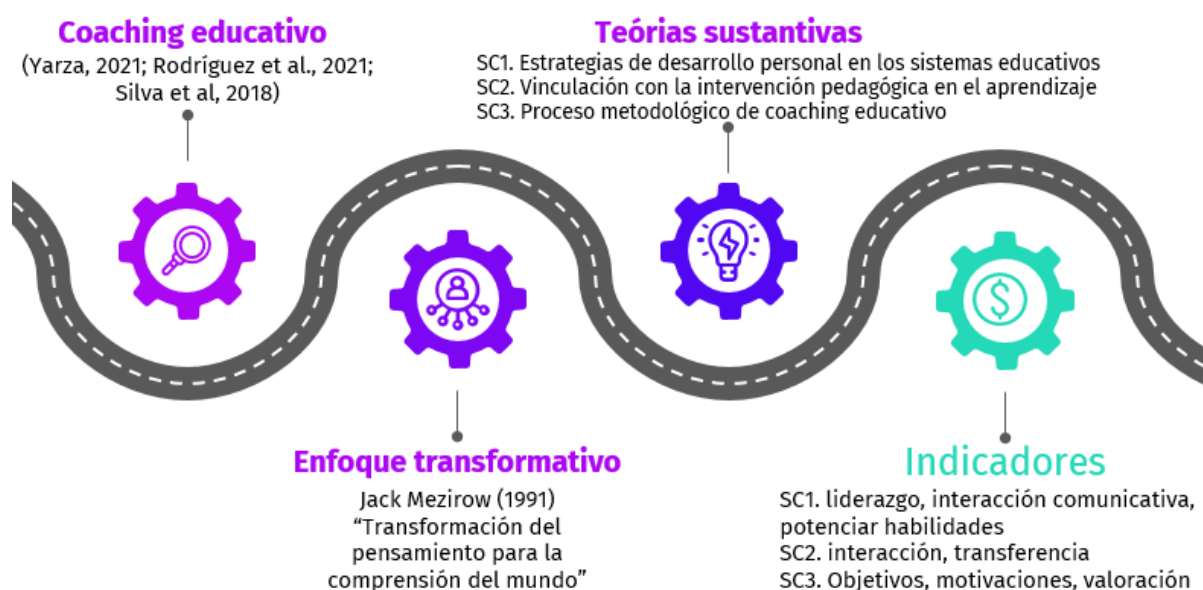 Coaching educativo
(Yarza, 2021; Rodríguez et al., 2021;
Silva et al, 2018)
Teórias sustantivas
SC1. Estrategias de desarrollo personal en los sistemas educativos
SC2. Vinculación con la intervención pedagógica en el aprendizaje
SC3. Proceso metodológico de coaching educativo
$
Enfoque transformativo
Jack Mezirow (1991)
“Transformación del
pensamiento para la
comprensión del mundo”
Indicadores
SC1. liderazgo, interacción comunicativa,
potenciar habilidades
SC2. interacción, transferencia
SC3. Objetivos, motivaciones, valoración